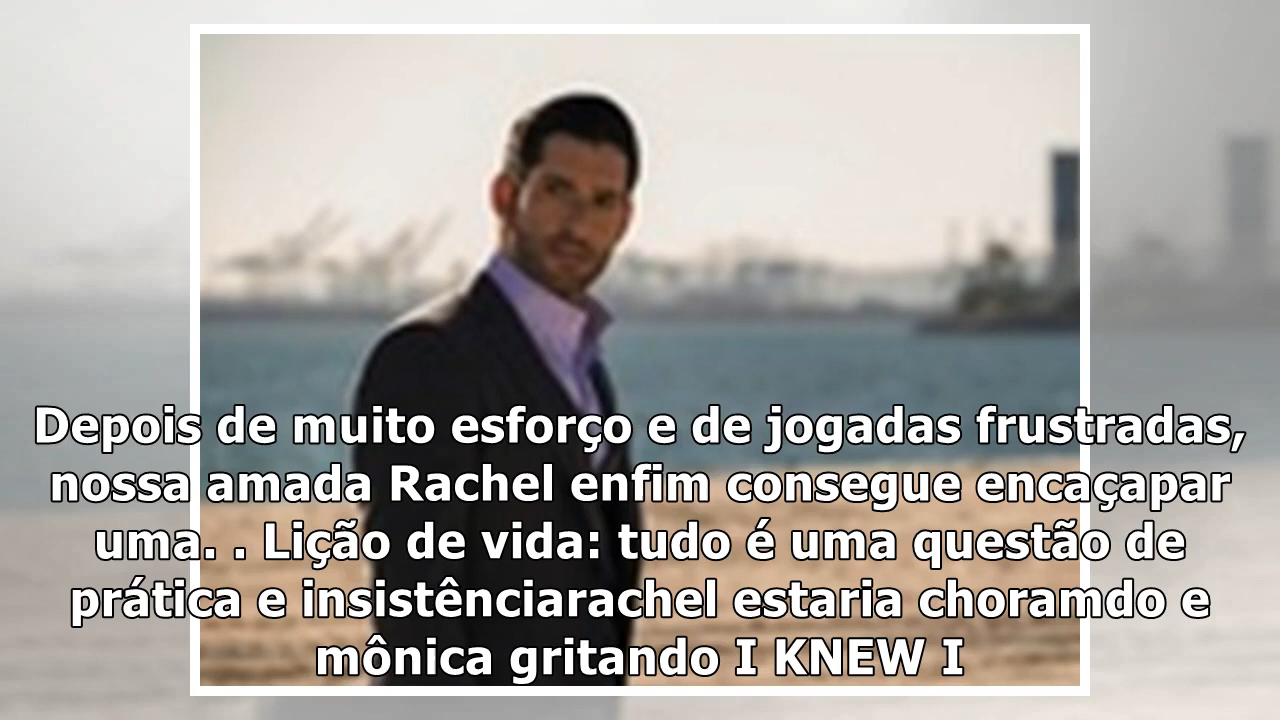 Depois de muito esforço e de jogadas frustradas,
nossa amada Rachel enfim consegue encaçapar
uma. . Lição de vida: tudo é uma questão de
prática e insistênciarachel estaria choramdo e
mônica gritando I KNEW I